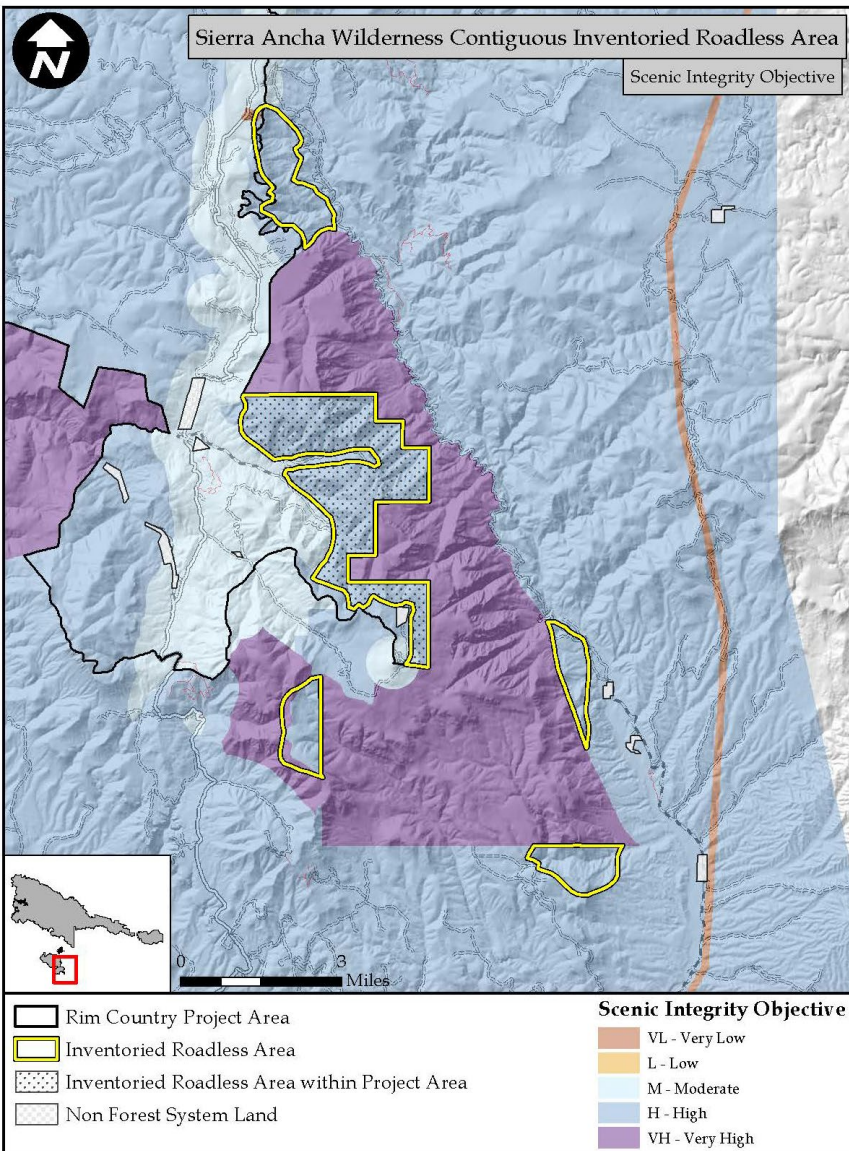 N
Sierra Ancha Wilderness Contiguous Inventoried Roadless Area
Scenic Integrity Objective
0 3
Miles
Rim Country Project Area
Inventoried Roadless Area
Inventoried Roadless Area within Project Area
Non Forest System Land
Scenic Integrity Objective
VL - Very Low
L - Low
M - Moderate
H - High
VH - Very High